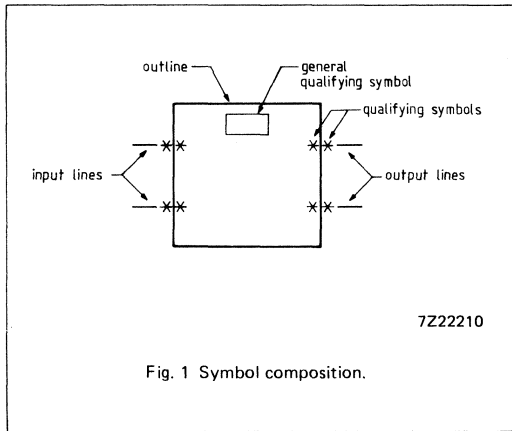 outline
general
qualifying symbol
qualifying symbols
input lines
output lines
7Z22210
Fig. 1 Symbol composition.